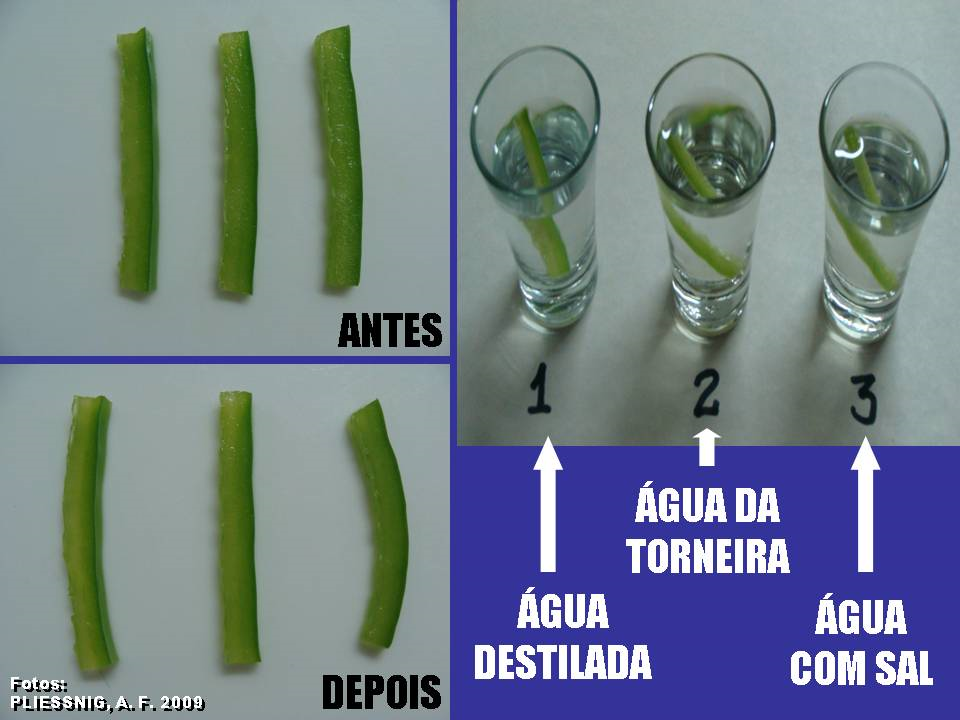 ANTES
DEPOIS
Fotos:
PLIESSNIG, A. F. 2009
1
2
3
ÁGUA DA
TORNEIRA
ÁGUA
DESTILADA
ÁGUA
COM SAL